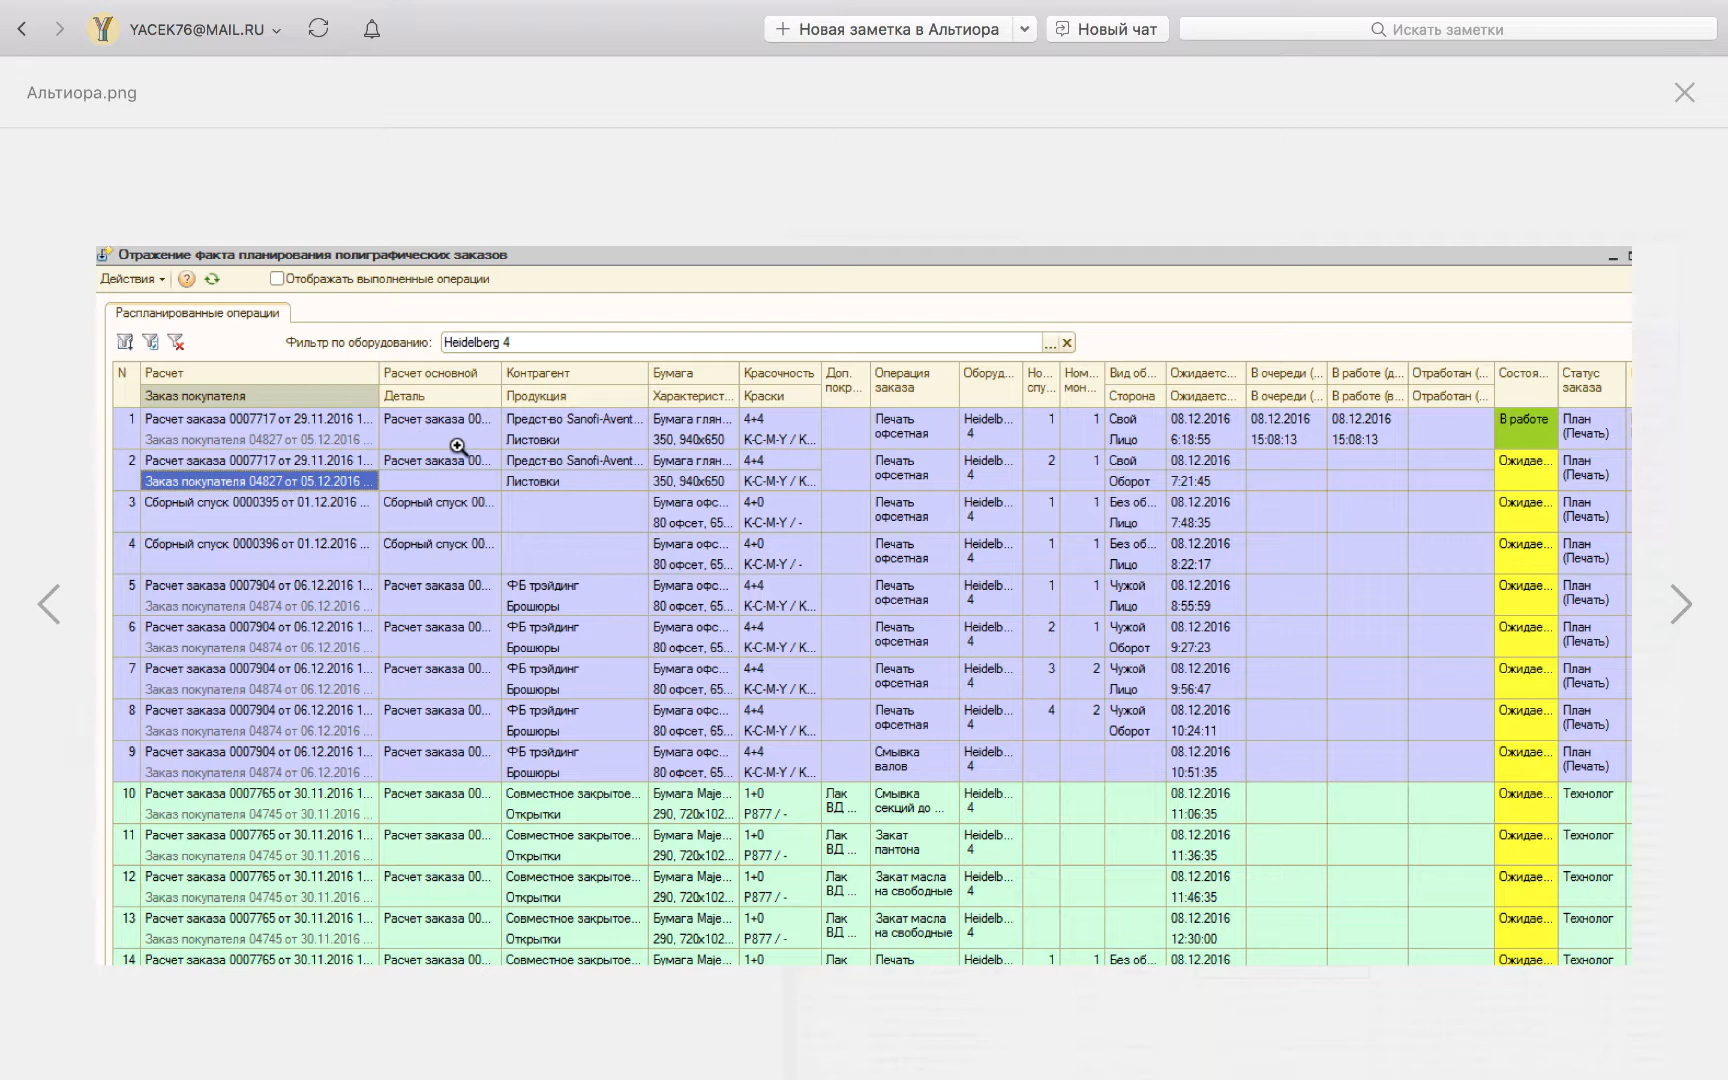 YACEK76@MAIL.RU
Новая заметка в Альтиора
Новый чат
Искать заметки
Альтиора.png
Отражение факта планирования полиграфических заказов
Действия
Отображать выполненные операции
Распланированные операции
Фильтр по оборудованию: Heidelberg 4
N Расчет Расчет основной Контрагент Бумага Красочность Доп. покр... Операция заказа Оборуд... Но... спу... Ном... мон... Вид об... Ожидаетс... В очереди (... В работе (д... Отработан (... Состоя... Статус заказа
Заказ покупателя Деталь Продукция Характерист... Краски Сторона Ожидаетс... В очереди (... В работе (в... Отработан (...
1 Расчет заказа 0007717 от 29.11.2016 1... Расчет заказа 00... Предст-во Sanofi-Avent... Бумага глян... 4+4 Печать офсетная Heidelb... 4 1 1 Свой 08.12.2016 08.12.2016 08.12.2016 В работе План (Печать)
Заказ покупателя 04827 от 05.12.2016 ... Листовки 350, 940x650 K-C-M-Y / K... Лицо 6:18:55 15:08:13 15:08:13
2 Расчет заказа 0007717 от 29.11.2016 1... Расчет заказа 00... Предст-во Sanofi-Avent... Бумага глян... 4+4 Печать офсетная Heidelb... 4 2 1 Свой 08.12.2016 Ожидае... План (Печать)
Заказ покупателя 04827 от 05.12.2016 ... Листовки 350, 940x650 K-C-M-Y / K... Оборот 7:21:45
3 Сборный спуск 0000395 от 01.12.2016 ... Сборный спуск 00... Бумага офс... 4+0 Печать офсетная Heidelb... 4 1 1 Без об... 08.12.2016 Ожидае... План (Печать)
80 офсет, 65... K-C-M-Y / - Лицо 7:48:35
4 Сборный спуск 0000396 от 01.12.2016 ... Сборный спуск 00... Бумага офс... 4+0 Печать офсетная Heidelb... 4 1 1 Без об... 08.12.2016 Ожидае... План (Печать)
80 офсет, 65... K-C-M-Y / - Лицо 8:22:17
5 Расчет заказа 0007904 от 06.12.2016 1... Расчет заказа 00... ФБ трэйдинг Бумага офс... 4+4 Печать офсетная Heidelb... 4 1 1 Чужой 08.12.2016 Ожидае... План (Печать)
Заказ покупателя 04874 от 06.12.2016 ... Брошюры 80 офсет, 65... K-C-M-Y / K... Лицо 8:55:59
6 Расчет заказа 0007904 от 06.12.2016 1... Расчет заказа 00... ФБ трэйдинг Бумага офс... 4+4 Печать офсетная Heidelb... 4 2 1 Чужой 08.12.2016 Ожидае... План (Печать)
Заказ покупателя 04874 от 06.12.2016 ... Брошюры 80 офсет, 65... K-C-M-Y / K... Оборот 9:27:23
7 Расчет заказа 0007904 от 06.12.2016 1... Расчет заказа 00... ФБ трэйдинг Бумага офс... 4+4 Печать офсетная Heidelb... 4 3 2 Чужой 08.12.2016 Ожидае... План (Печать)
Заказ покупателя 04874 от 06.12.2016 ... Брошюры 80 офсет, 65... K-C-M-Y / K... Лицо 9:56:47
8 Расчет заказа 0007904 от 06.12.2016 1... Расчет заказа 00... ФБ трэйдинг Бумага офс... 4+4 Печать офсетная Heidelb... 4 4 2 Чужой 08.12.2016 Ожидае... План (Печать)
Заказ покупателя 04874 от 06.12.2016 ... Брошюры 80 офсет, 65... K-C-M-Y / K... Оборот 10:24:11
9 Расчет заказа 0007904 от 06.12.2016 1... Расчет заказа 00... ФБ трэйдинг Бумага офс... 4+4 Смывка валов Heidelb... 4 08.12.2016 Ожидае... План (Печать)
Заказ покупателя 04874 от 06.12.2016 ... Брошюры 80 офсет, 65... K-C-M-Y / K... 10:51:35
10 Расчет заказа 0007765 от 30.11.2016 1... Расчет заказа 00... Совместное закрытое... Бумага Maje... 1+0 Лак ВД ... Смывка секций до ... Heidelb... 4 08.12.2016 Ожидае... Технолог
Заказ покупателя 04745 от 30.11.2016 ... Открытки 290, 720x102... P877 / - 11:06:35
11 Расчет заказа 0007765 от 30.11.2016 1... Расчет заказа 00... Совместное закрытое... Бумага Maje... 1+0 Лак ВД ... Закат пантона Heidelb... 4 08.12.2016 Ожидае... Технолог
Заказ покупателя 04745 от 30.11.2016 ... Открытки 290, 720x102... P877 / - 11:36:35
12 Расчет заказа 0007765 от 30.11.2016 1... Расчет заказа 00... Совместное закрытое... Бумага Maje... 1+0 Лак ВД ... Закат масла на свободные Heidelb... 4 08.12.2016 Ожидае... Технолог
Заказ покупателя 04745 от 30.11.2016 ... Открытки 290, 720x102... P877 / - 11:46:35
13 Расчет заказа 0007765 от 30.11.2016 1... Расчет заказа 00... Совместное закрытое... Бумага Maje... 1+0 Лак ВД ... Закат масла на свободные Heidelb... 4 08.12.2016 Ожидае... Технолог
Заказ покупателя 04745 от 30.11.2016 ... Открытки 290, 720x102... P877 / - 12:30:00
14 Расчет заказа 0007765 от 30.11.2016 1... Расчет заказа 00... Совместное закрытое... Бумага Maje... 1+0 Лак Печать Heidelb... 1 1 Без об... 08.12.2016 Ожидае... Технолог